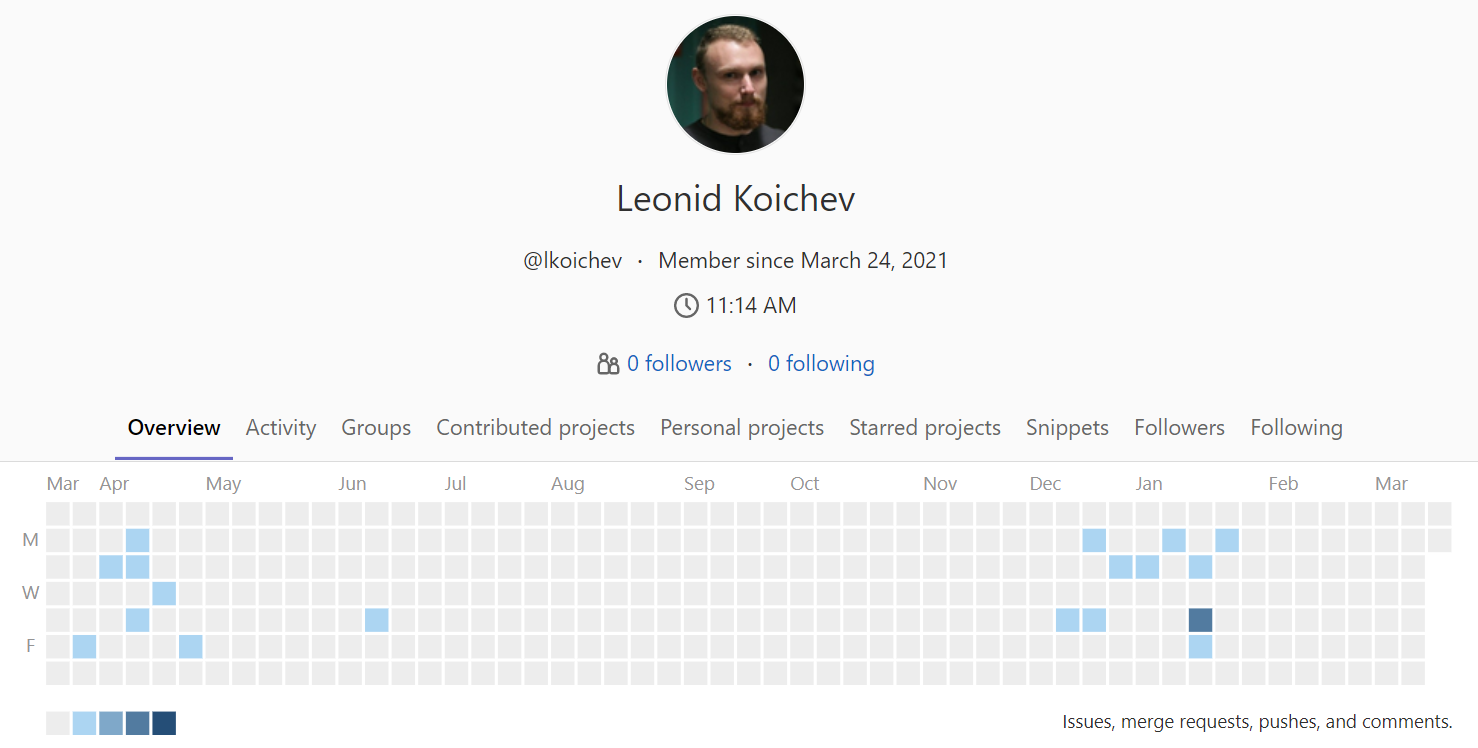 Leonid Koichev
@lkoichev · Member since March 24, 2021
11:14 AM
0 followers · 0 following
Overview Activity Groups Contributed projects Personal projects Starred projects Snippets Followers Following
Mar Apr May Jun Jul Aug Sep Oct Nov Dec Jan Feb Mar
M
W
F
Issues, merge requests, pushes, and comments.